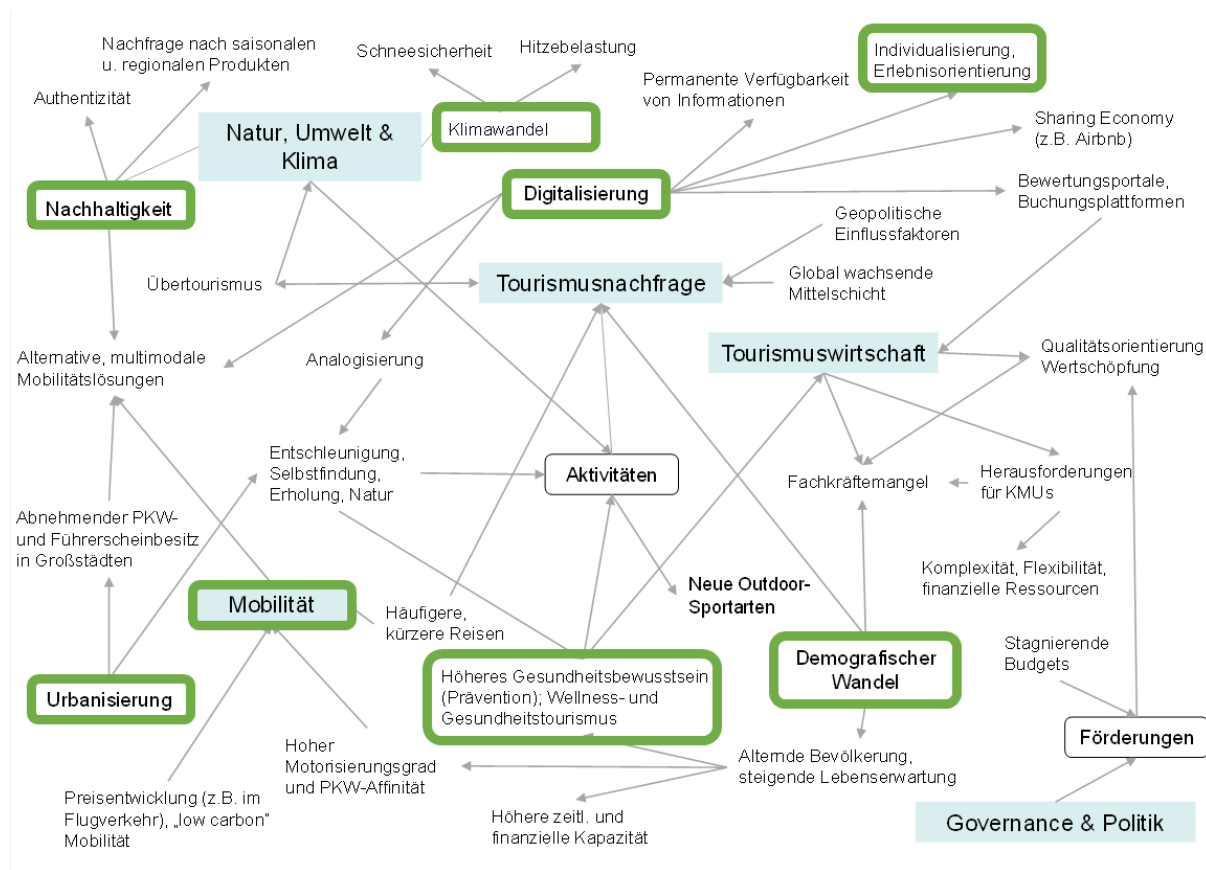 Nachfrage nach saisonalen
u. regionalen Produkten
Authentizität
Schneesicherheit
Hitzebelastung
Individualisierung,
Erlebnisorientierung
Permanente Verfügbarkeit
von Informationen
Natur, Umwelt &
Klima
Klimawandel
Sharing Economy
(z.B. Airbnb)
Nachhaltigkeit
Digitalisierung
Bewertungsportale,
Buchungsplattformen
Geopolitische
Einflussfaktoren
Übertourismus
Tourismusnachfrage
Global wachsende
Mittelschicht
Alternative, multimodale
Mobilitätslösungen
Analogisierung
Tourismuswirtschaft
Qualitätsorientierung
Wertschöpfung
Entschleunigung,
Selbstfindung,
Erholung, Natur
Aktivitäten
Fachkräftemangel
Herausforderungen
für KMUs
Abnehmender PKW-
und Führerscheinbesitz
in Großstädten
Komplexität, Flexibilität,
finanzielle Ressourcen
Mobilität
Häufigere,
kürzere Reisen
Neue Outdoor-
Sportarten
Urbanisierung
Höheres Gesundheitsbewusstsein
(Prävention); Wellness- und
Gesundheitstourismus
Demografischer
Wandel
Stagnierende
Budgets
Förderungen
Hoher
Motorisierungsgrad
und PKW-Affinität
Alternde Bevölkerung,
steigende Lebenserwartung
Preisentwicklung (z.B. im
Flugverkehr), „low carbon"
Mobilität
Höhere zeitl. und
finanzielle Kapazität
Governance & Politik